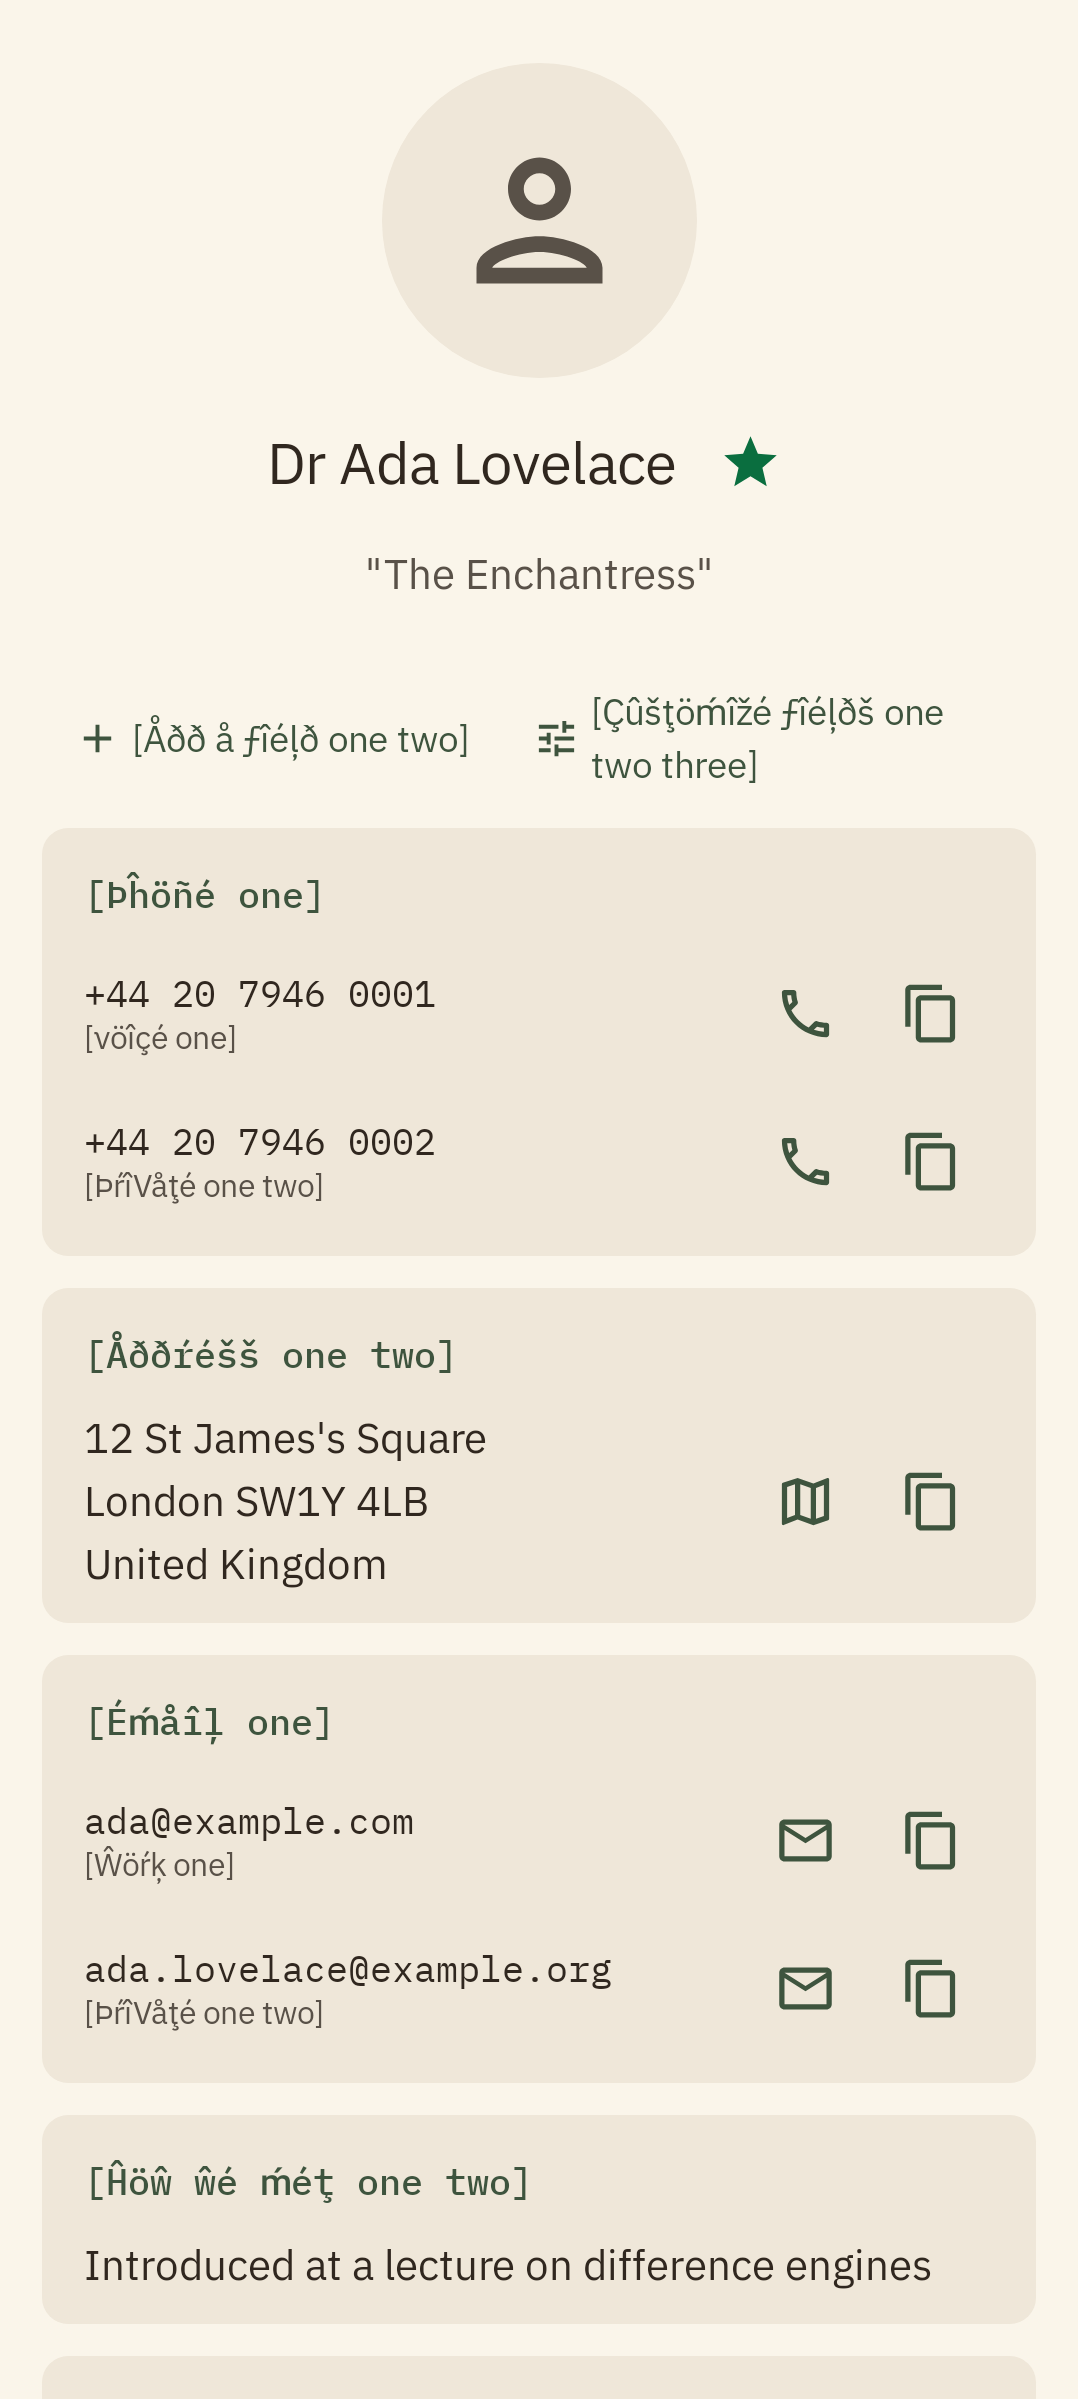 Dr Ada Lovelace
"The Enchantress"
[Åðð å ƒîéļð one two]
[Çûšţöḿîžé ƒîéļðš one
two three]
[Þĥöñé one]
+44 20 7946 0001
[vöîçé one]
+44 20 7946 0002
[ÞŕîVåţé one two]
[Åððŕéšš one two]
12 St James's Square
London SW1Y 4LB
United Kingdom
[Éḿåîļ one]
ada@example.com
[Ŵöŕķ one]
ada.lovelace@example.org
[ÞŕîVåţé one two]
[Ĥöŵ ŵé ḿéţ one two]
Introduced at a lecture on difference engines